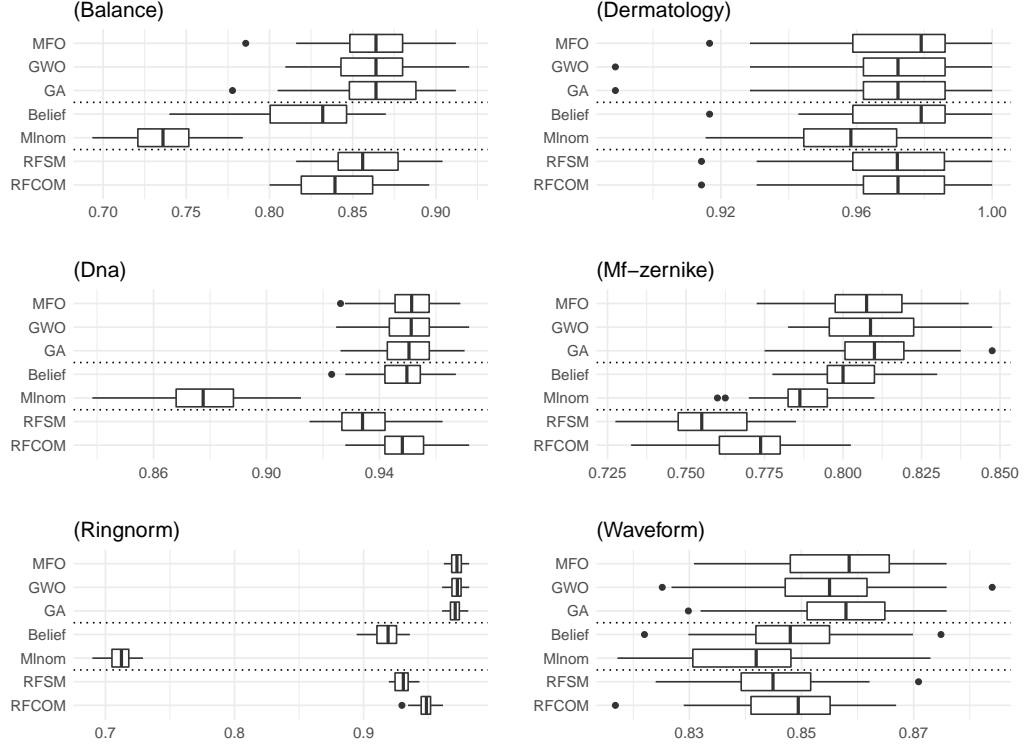 (Balance)
MFO
GWO
GA
Belief
Mlnom
RFSM
RFCOM
0.70 0.75 0.80 0.85 0.90
(Dermatology)
MFO
GWO
GA
Belief
Mlnom
RFSM
RFCOM
0.92 0.96 1.00
(Dna)
MFO
GWO
GA
Belief
Mlnom
RFSM
RFCOM
0.86 0.90 0.94
(Mf−zernike)
MFO
GWO
GA
Belief
Mlnom
RFSM
RFCOM
0.725 0.750 0.775 0.800 0.825 0.850
(Ringnorm)
MFO
GWO
GA
Belief
Mlnom
RFSM
RFCOM
0.7 0.8 0.9
(Waveform)
MFO
GWO
GA
Belief
Mlnom
RFSM
RFCOM
0.83 0.85 0.87